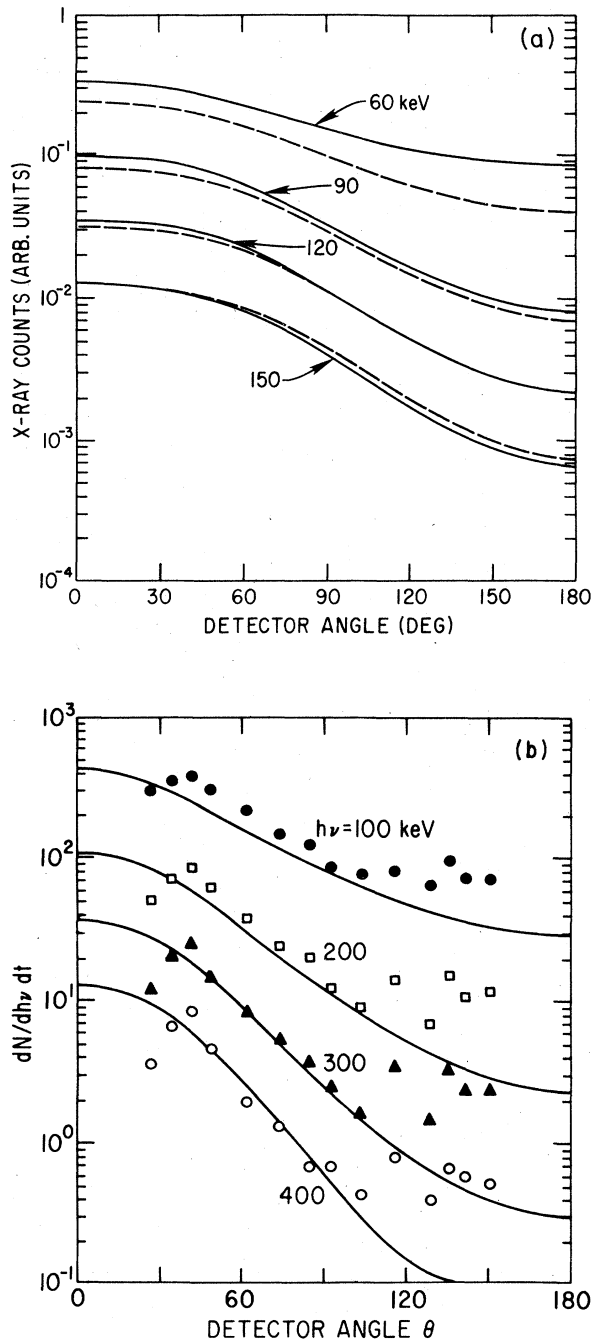 (a)
1
10⁻¹
10⁻²
10⁻³
10⁻⁴
X-RAY COUNTS (ARB. UNITS)
60 keV
90
120
150
0 30 60 90 120 150 180
DETECTOR ANGLE (DEG)
(b)
10³
10²
10¹
10⁰
10⁻¹
dN/dhν dt
hν=100 keV
200
300
400
0 60 120 180
DETECTOR ANGLE θ